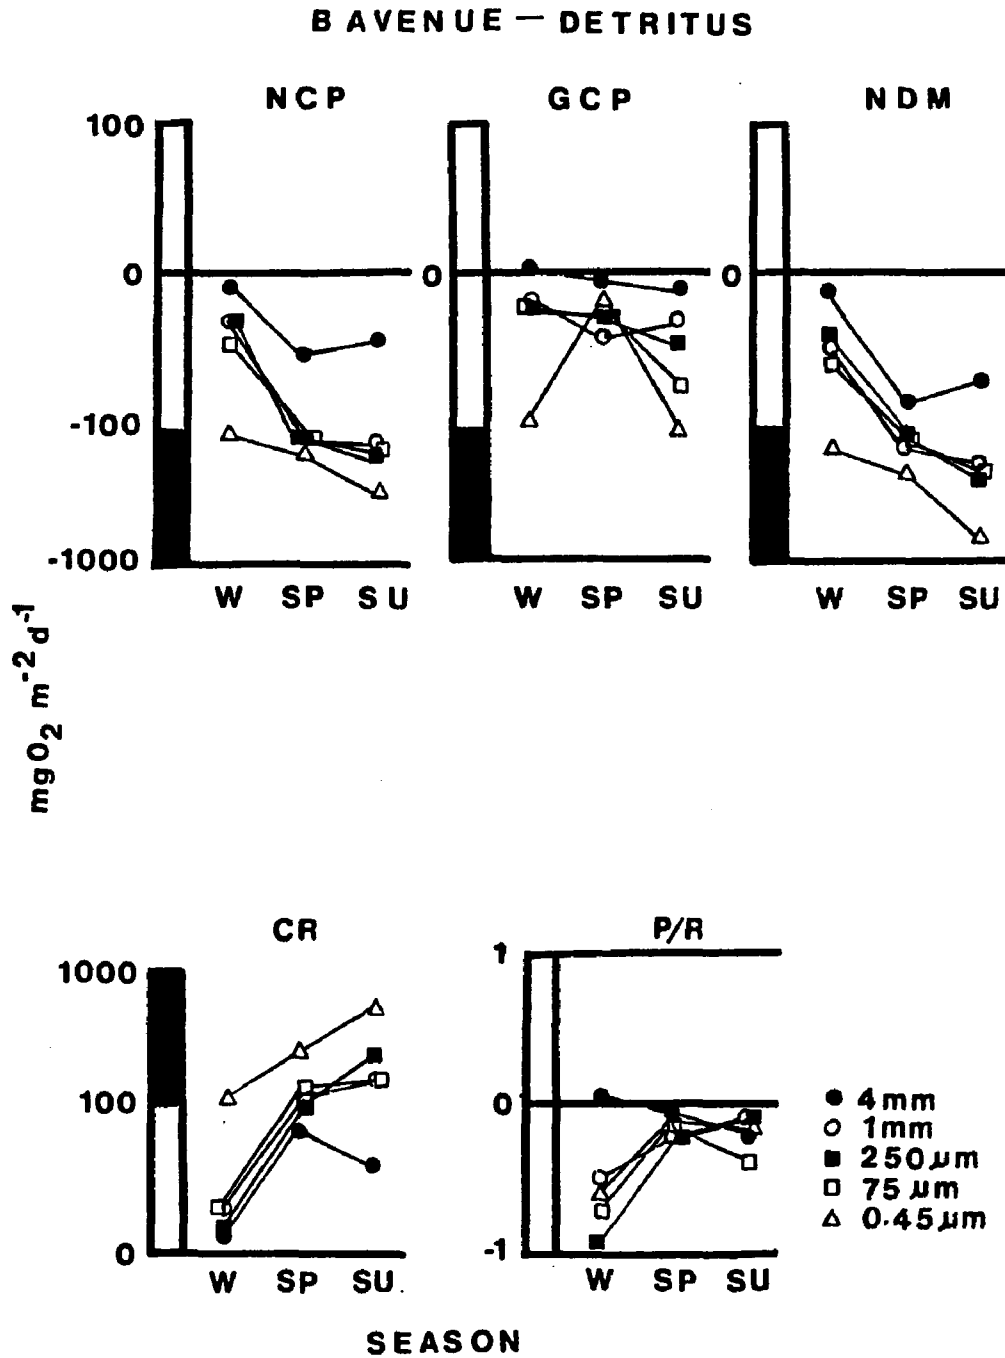 B AVENUE — DETRITUS
NCP GCP NDM
100
0 0 0
-100
-1000
W SP SU W SP SU W SP SU
mgO2 m-2 d-1
CR P/R
1000 1
100 0
0 -1
W SP SU W SP SU
4mm
1mm
250µm
75µm
0.45µm
SEASON